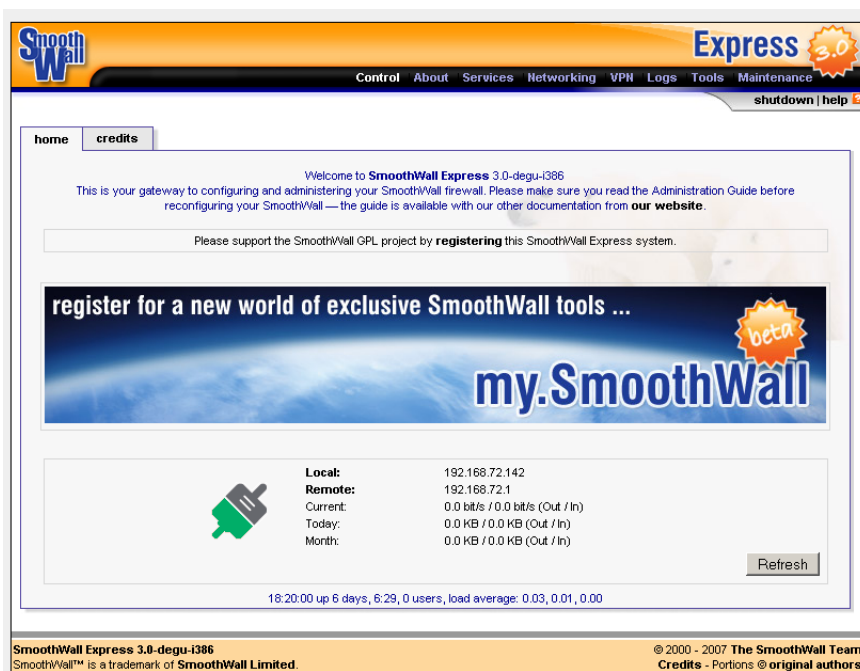 Smooth
Wall
Express 3.0
Control About Services Networking VPN Logs Tools Maintenance
shutdown | help ?
home credits
Welcome to SmoothWall Express 3.0-degu-i386
This is your gateway to configuring and administering your SmoothWall firewall. Please make sure you read the Administration Guide before
reconfiguring your SmoothWall — the guide is available with our other documentation from our website.
Please support the SmoothWall GPL project by registering this SmoothWall Express system.
register for a new world of exclusive SmoothWall tools ...
beta
my.SmoothWall
Local: 192.168.72.142
Remote: 192.168.72.1
Current: 0.0 bit/s / 0.0 bit/s (Out / In)
Today: 0.0 KB / 0.0 KB (Out / In)
Month: 0.0 KB / 0.0 KB (Out / In)
Refresh
18:20:00 up 6 days, 6:29, 0 users, load average: 0.03, 0.01, 0.00
SmoothWall Express 3.0-degu-i386
SmoothWall™ is a trademark of SmoothWall Limited.
© 2000 - 2007 The SmoothWall Team
Credits - Portions © original authors